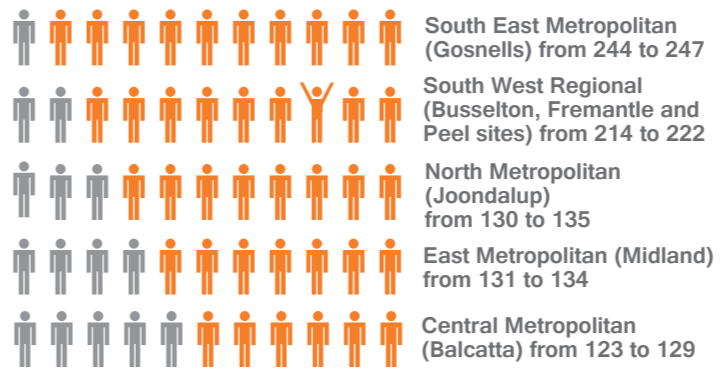 South East Metropolitan
(Gosnells) from 244 to 247
South West Regional
(Busselton, Fremantle and
Peel sites) from 214 to 222
North Metropolitan
(Joondalup)
from 130 to 135
East Metropolitan (Midland)
from 131 to 134
Central Metropolitan
(Balcatta) from 123 to 129